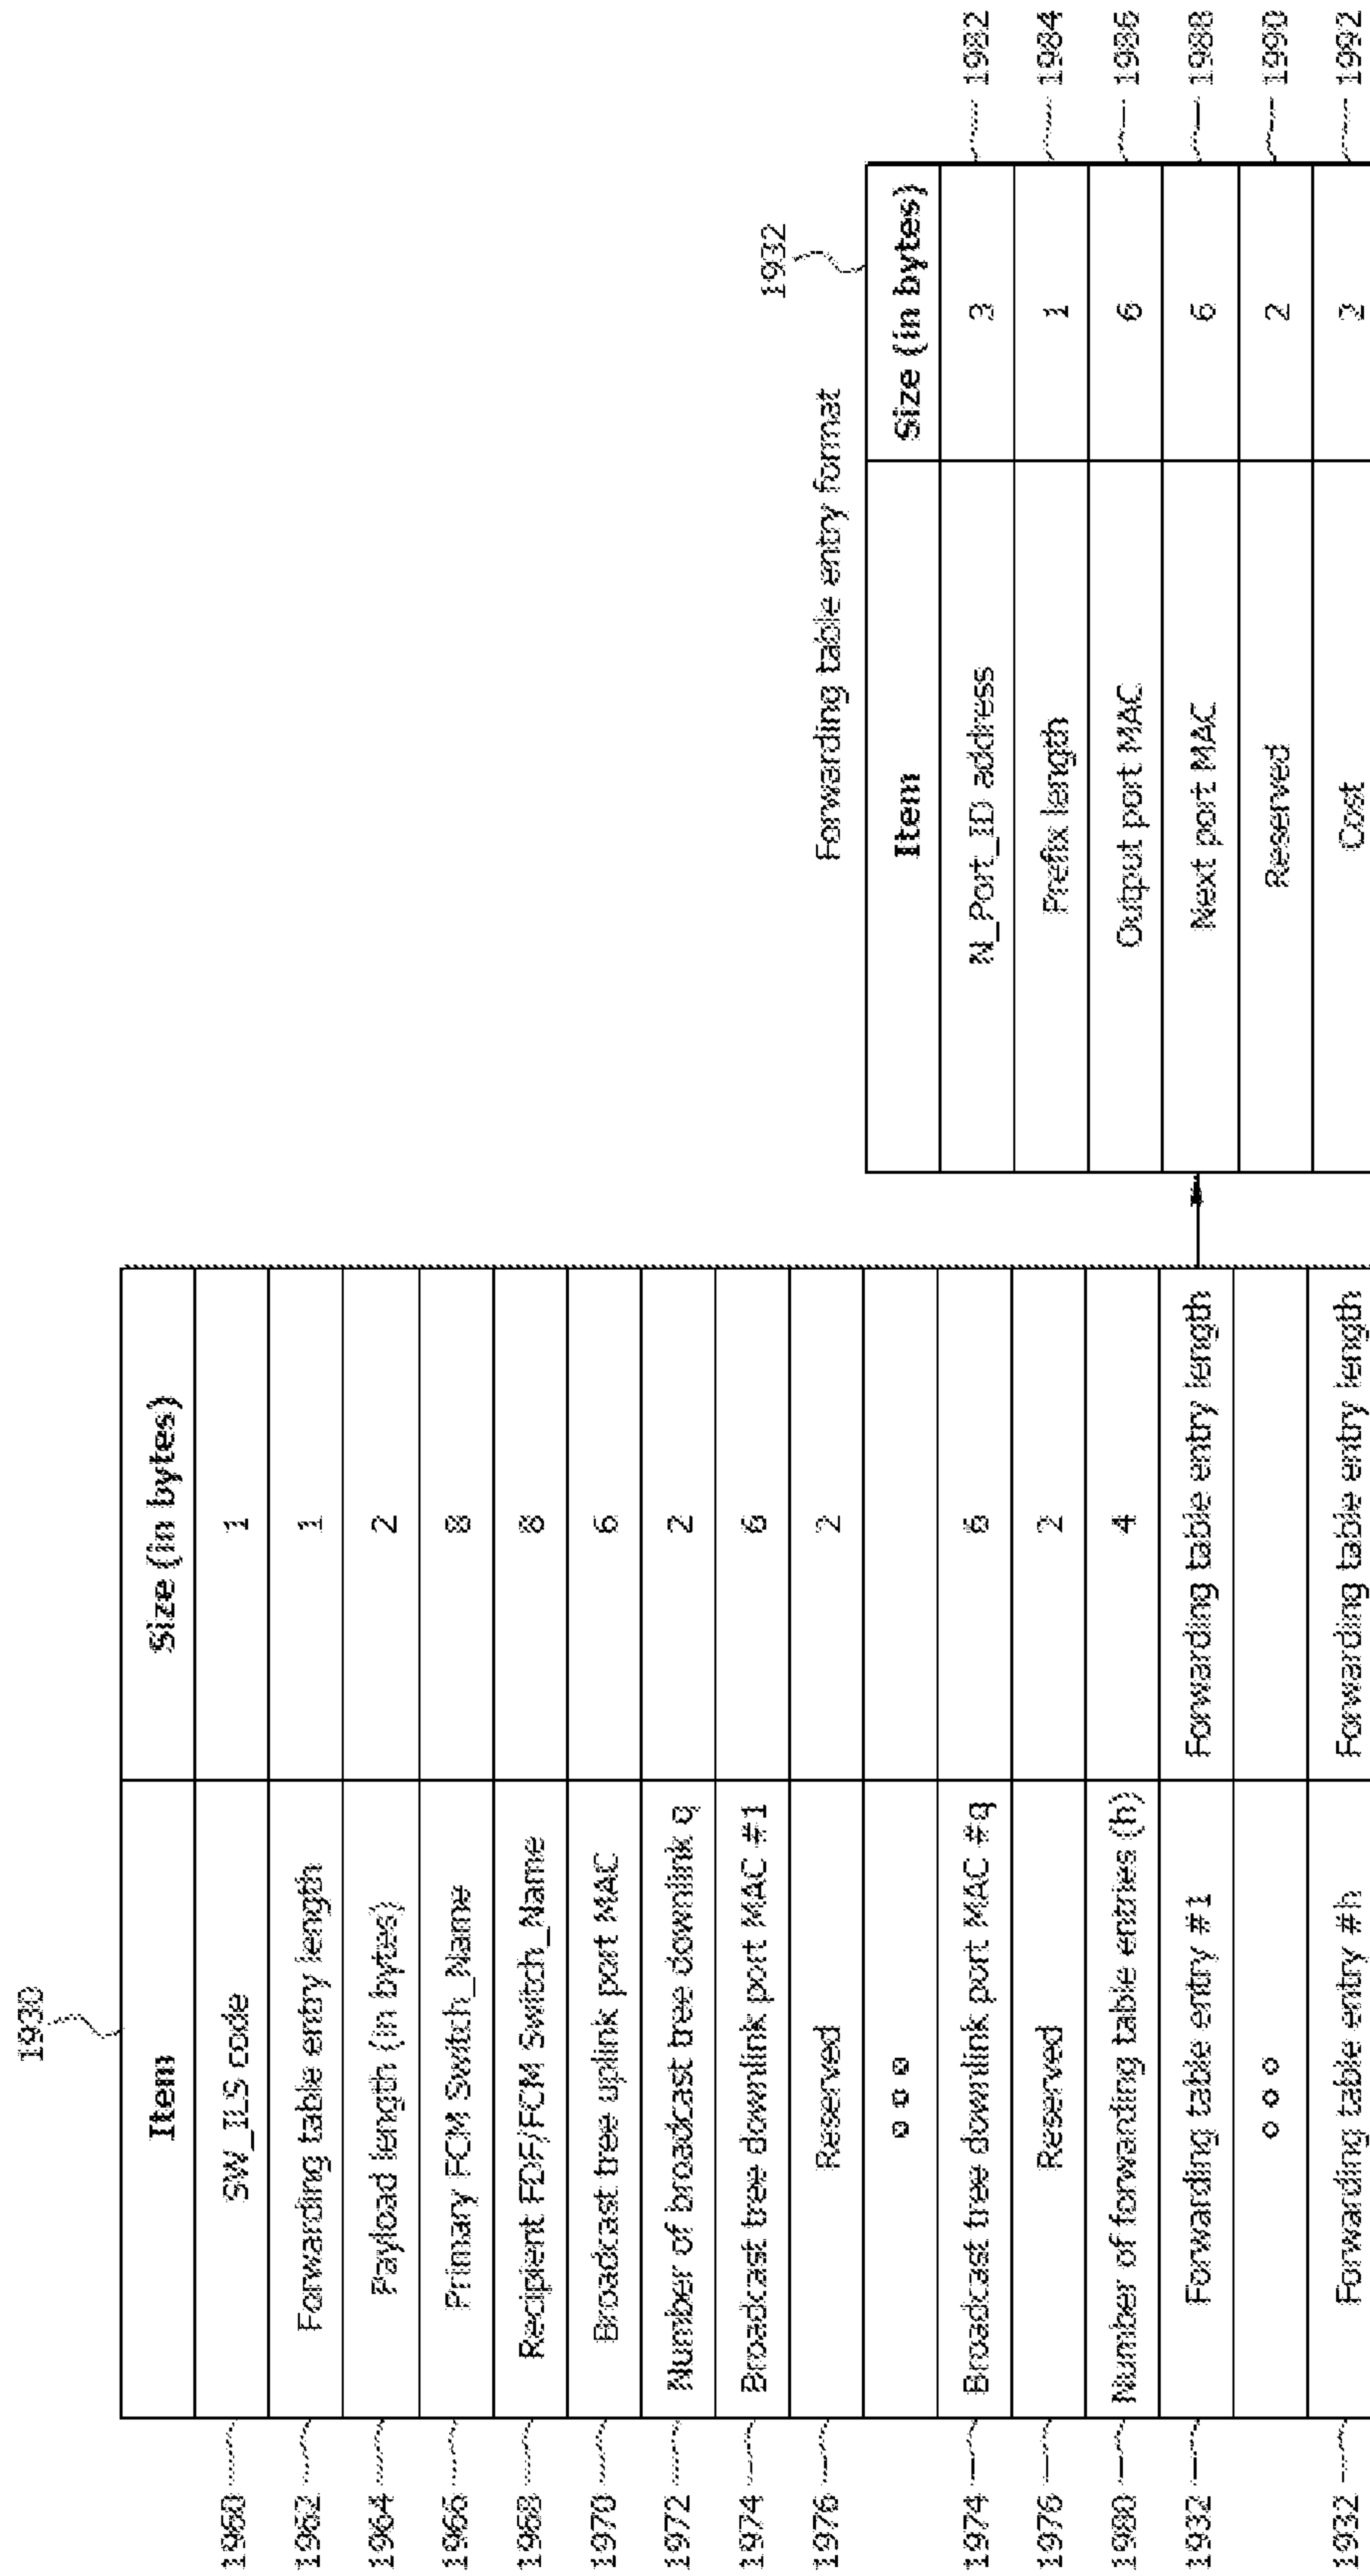 1930
Item Size (in bytes)
1960 SW_ILS code 1
1962 Forwarding table entry length 1
1964 Payload length (in bytes) 2
1966 Primary FCM Switch_Name 8
1968 Recipient FDF/FCM Switch_Name 8
1970 Broadcast tree uplink port MAC 6
1972 Number of broadcast tree downlink q 2
1974 Broadcast tree downlink port MAC #1 6
1976 Reserved 2
o o o
1974 Broadcast tree downlink port MAC #q 6
1976 Reserved 2
1980 Number of forwarding table entries (h) 4
1932 Forwarding table entry #1 Forwarding table entry length
o o o
1932 Forwarding table entry #h Forwarding table entry length
Forwarding table entry format
1932
Item Size (in bytes)
N_Port_ID address 3 1982
Prefix length 1 1984
Output port MAC 6 1986
Next port MAC 6 1988
Reserved 2 1990
Cost 2 1992